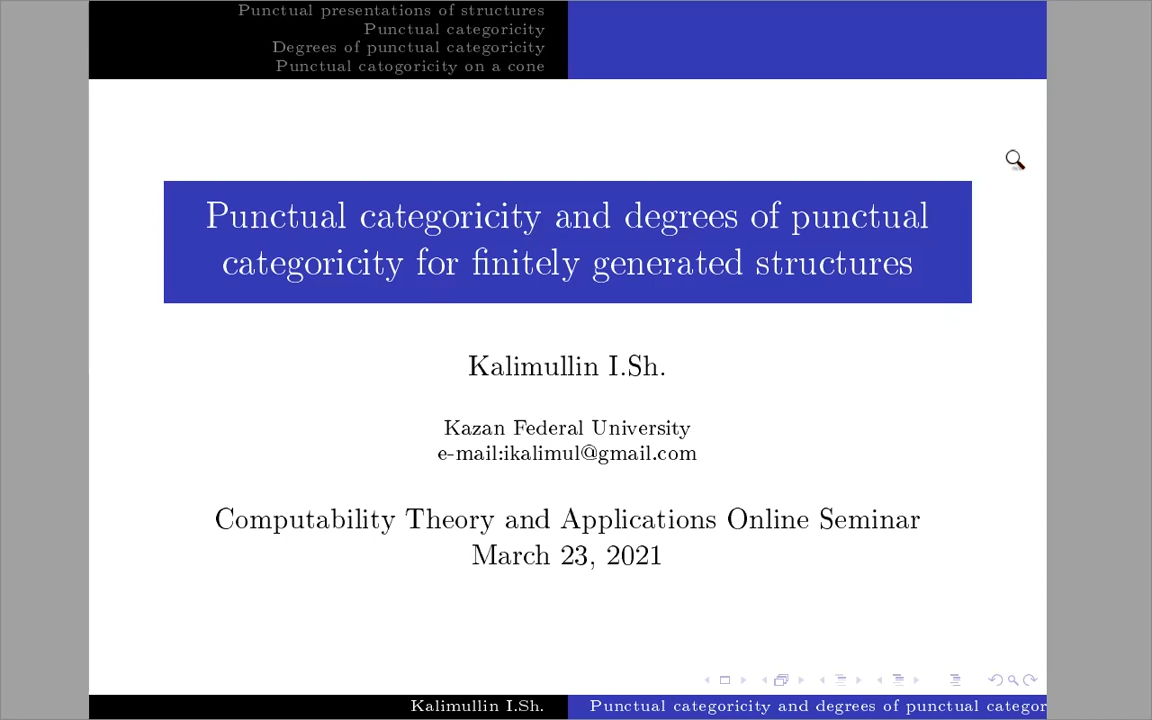 Punctual presentations of structures
Punctual categoricity
Degrees of punctual categoricity
Punctual catogoricity on a cone
Punctual categoricity and degrees of punctual
categoricity for finitely generated structures
Kalimullin I.Sh.
Kazan Federal University
e-mail:ikalimul@gmail.com
Computability Theory and Applications Online Seminar
March 23, 2021
Kalimullin I.Sh.
Punctual categoricity and degrees of punctual categor